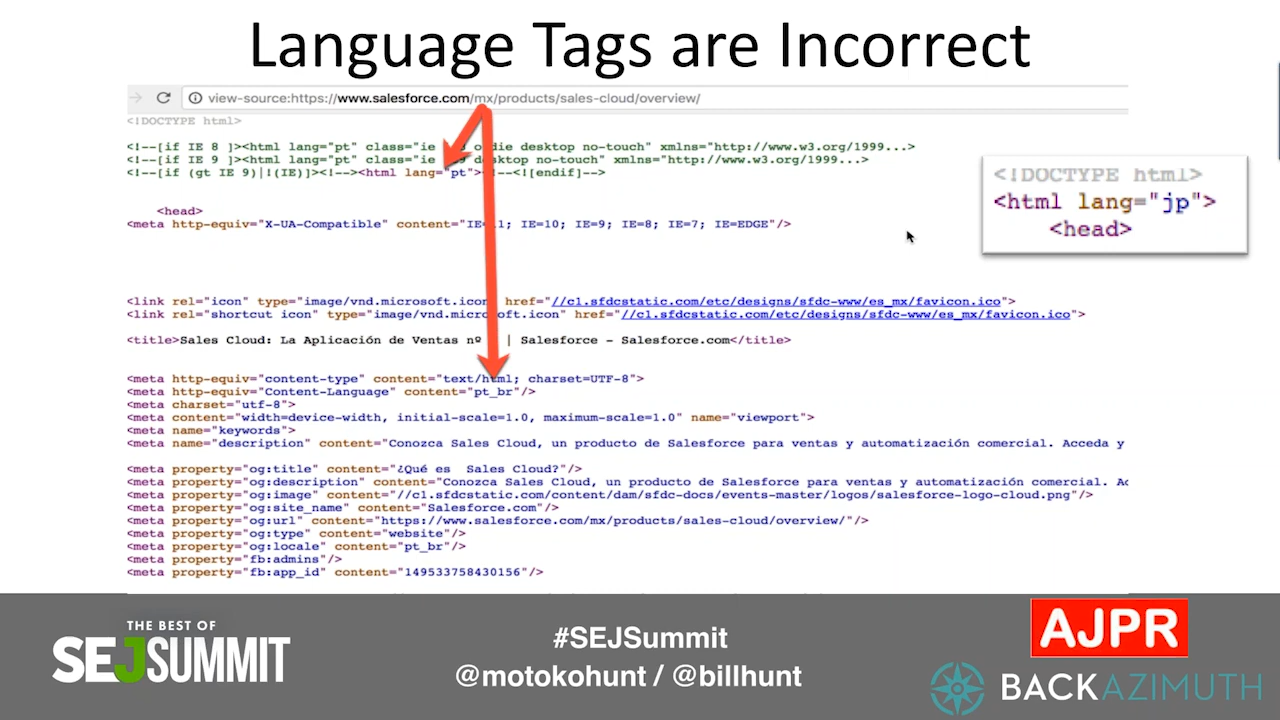 Language Tags are Incorrect
view-source:https://www.salesforce.com/mx/products/sales-cloud/overview/
<!DOCTYPE html>
<!--[if IE 8 ]><html lang="pt" class="ie desktop no-touch" xmlns="http://www.w3.org/1999...>
<!--[if IE 9 ]><html lang="pt" class="ie desktop no-touch" xmlns="http://www.w3.org/1999...>
<!--[if (gt IE 9)|!(IE)]><!--><html lang="pt"> <!--<![endif]-->
<head>
<meta http-equiv="X-UA-Compatible" content="IE=11; IE=10; IE=9; IE=8; IE=7; IE=EDGE"/>
<!DOCTYPE html>
<html lang="jp">
<head>
<link rel="icon" type="image/vnd.microsoft.icon" href="//c1.sfdcstatic.com/etc/designs/sfdc-www/es_mx/favicon.ico">
<link rel="shortcut icon" type="image/vnd.microsoft.icon" href="//c1.sfdcstatic.com/etc/designs/sfdc-www/es_mx/favicon.ico">
<title>Sales Cloud: La Aplicación de Ventas nº | Salesforce - Salesforce.com</title>
<meta http-equiv="content-type" content="text/html; charset=UTF-8">
<meta http-equiv="Content-Language" content="pt_br"/>
<meta charset="utf-8">
<meta content="width=device-width, initial-scale=1.0, maximum-scale=1.0" name="viewport">
<meta name="keywords">
<meta name="description" content="Conozca Sales Cloud, un producto de Salesforce para ventas y automatización comercial. Acceda y
<meta property="og:title" content="¿Qué es Sales Cloud?"/>
<meta property="og:description" content="Conozca Sales Cloud, un producto de Salesforce para ventas y automatización comercial. Ac
<meta property="og:image" content="//c1.sfdcstatic.com/content/dam/sfdc-docs/events-master/logos/salesforce-logo-cloud.png"/>
<meta property="og:site_name" content="Salesforce.com"/>
<meta property="og:url" content="https://www.salesforce.com/mx/products/sales-cloud/overview/"/>
<meta property="og:type" content="website"/>
<meta property="og:locale" content="pt_br"/>
<meta property="fb:admins"/>
<meta property="fb:app_id" content="149533758430156"/>
THE BEST OF
SEJSUMMIT
#SEJSummit
@motokohunt / @billhunt
AJPR
BACKAZIMUTH